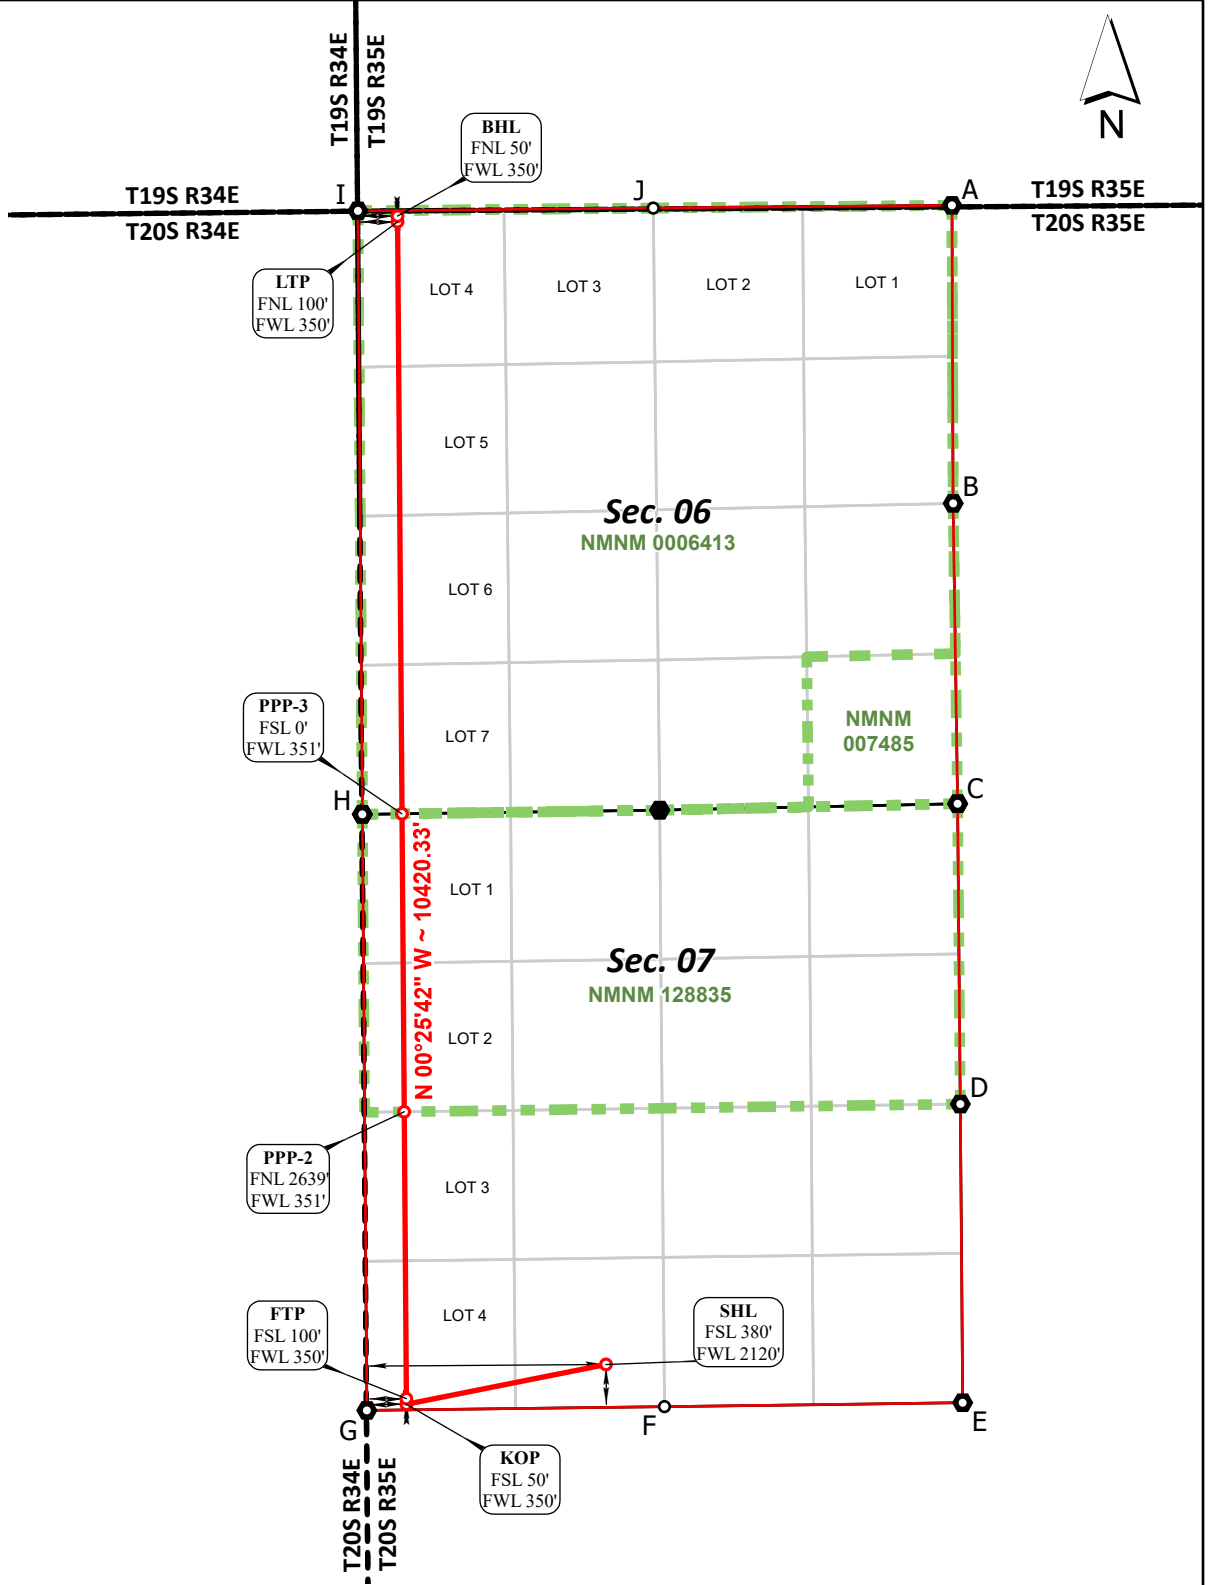 T19S R34E
T19S R35E
N
BHL
FNL 50'
FWL 350'
I
J
A
T19S R34E
T20S R34E
T19S R35E
T20S R35E
LTP
FNL 100'
FWL 350'
LOT 4
LOT 3
LOT 2
LOT 1
LOT 5
B
Sec. 06
NMNM 0006413
LOT 6
PPP-3
FSL 0'
FWL 351'
LOT 7
NMNM
007485
H
C
N 00°25'42" W ~ 10420.33'
LOT 1
Sec. 07
NMNM 128835
LOT 2
D
PPP-2
FNL 2639'
FWL 351'
LOT 3
FTP
FSL 100'
FWL 350'
LOT 4
SHL
FSL 380'
FWL 2120'
G
F
E
KOP
FSL 50'
FWL 350'
T20S R34E
T20S R35E